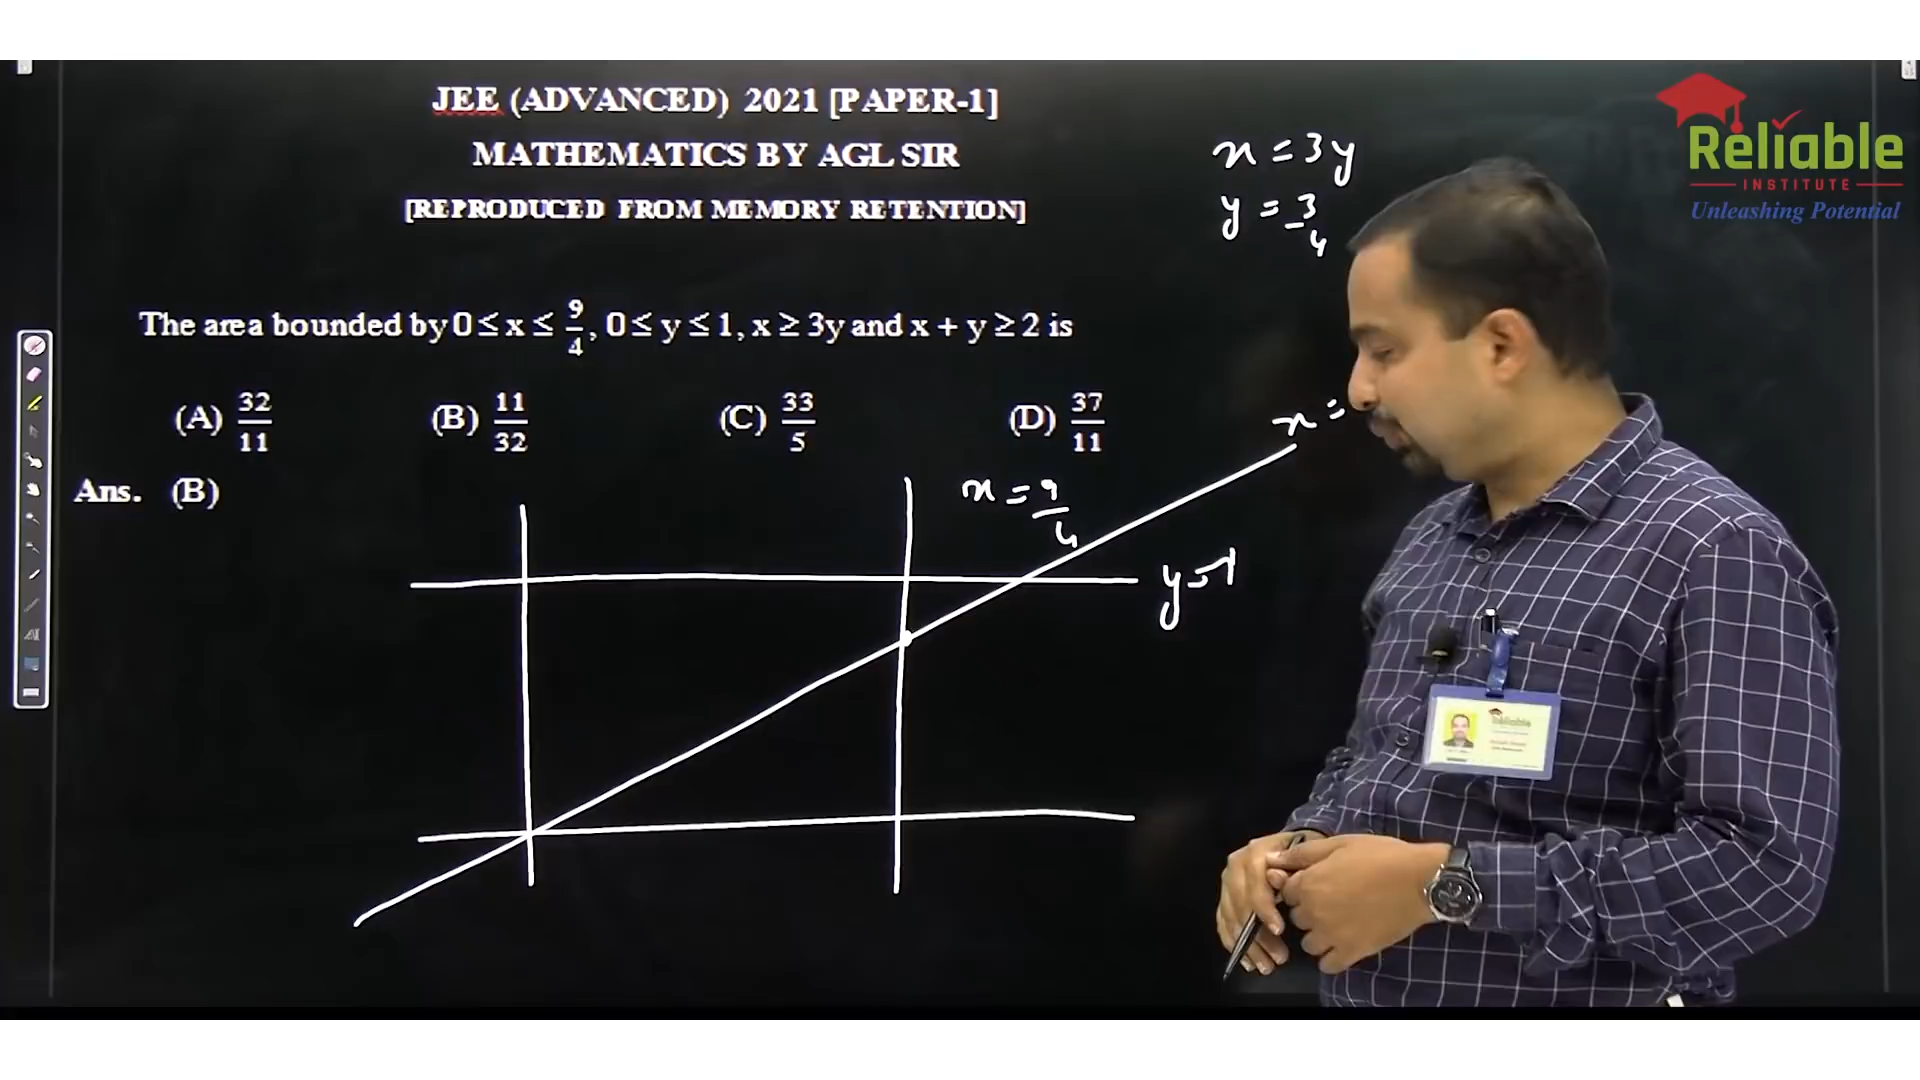 JEE (ADVANCED) 2021 [PAPER-1]
MATHEMATICS BY AGL SIR
[REPRODUCED FROM MEMORY RETENTION]
Reliable
INSTITUTE
Unleashing Potential
x = 3y
y = 3/4
The area bounded by 0 ≤ x ≤ 9/4, 0 ≤ y ≤ 1, x ≥ 3y and x + y ≥ 2 is
(A) 32/11 (B) 11/32 (C) 33/5 (D) 37/11
x =
Ans. (B)
x = 9/4
y = 1
Reliable